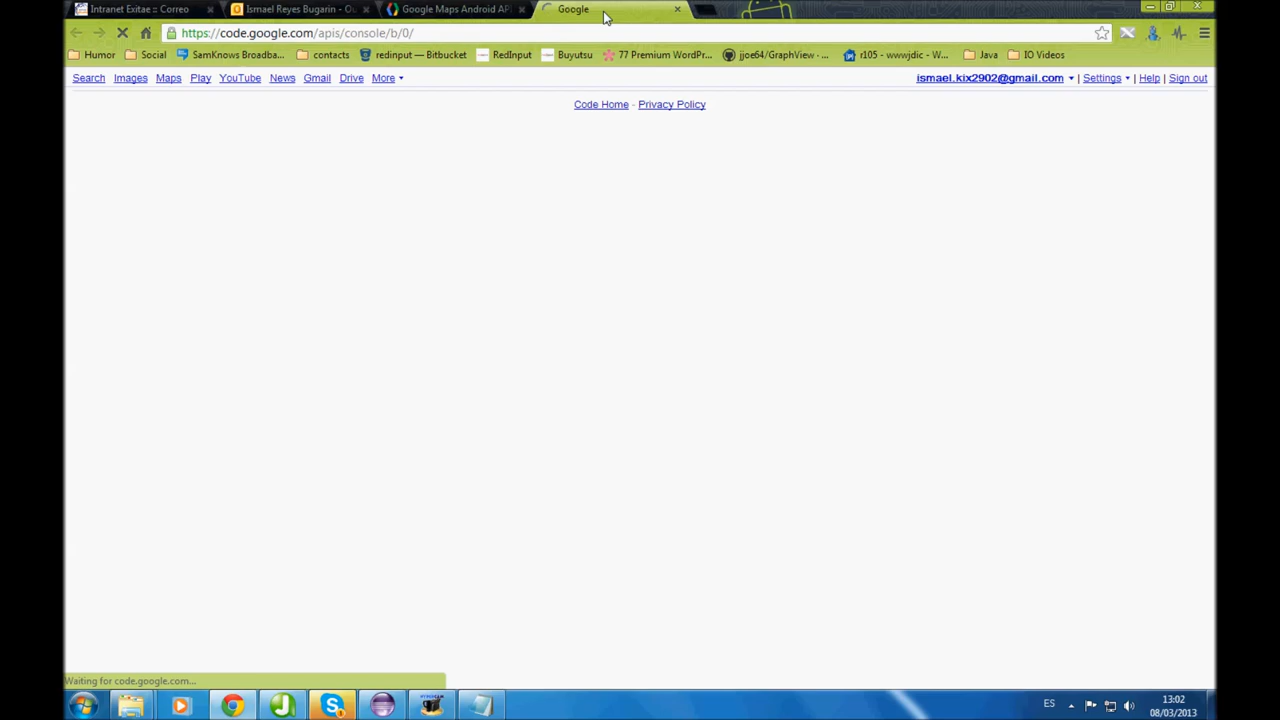 Intranet Exitae :: Correo
Ismael Reyes Bugarin - Ou
Google Maps Android API
Google
https://code.google.com/apis/console/b/0/
Humor Social SamKnows Broadba... contacts redinput — Bitbucket RedInput Buyutsu 77 Premium WordPr... jjoe64/GraphView · ... r105 - wwwjdic - W... Java IO Videos
Search Images Maps Play YouTube News Gmail Drive More
ismael.kix2902@gmail.com | Settings | Help | Sign out
Code Home - Privacy Policy
Waiting for code.google.com...
ES
13:02
08/03/2013